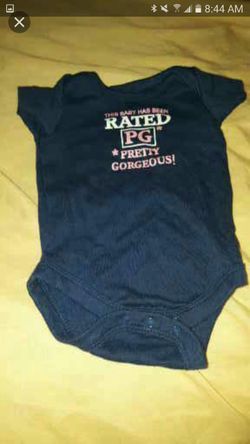 8:44 AM
THIS BABY HAS BEEN
RATED
PG
* PRETTY
GORGEOUS!